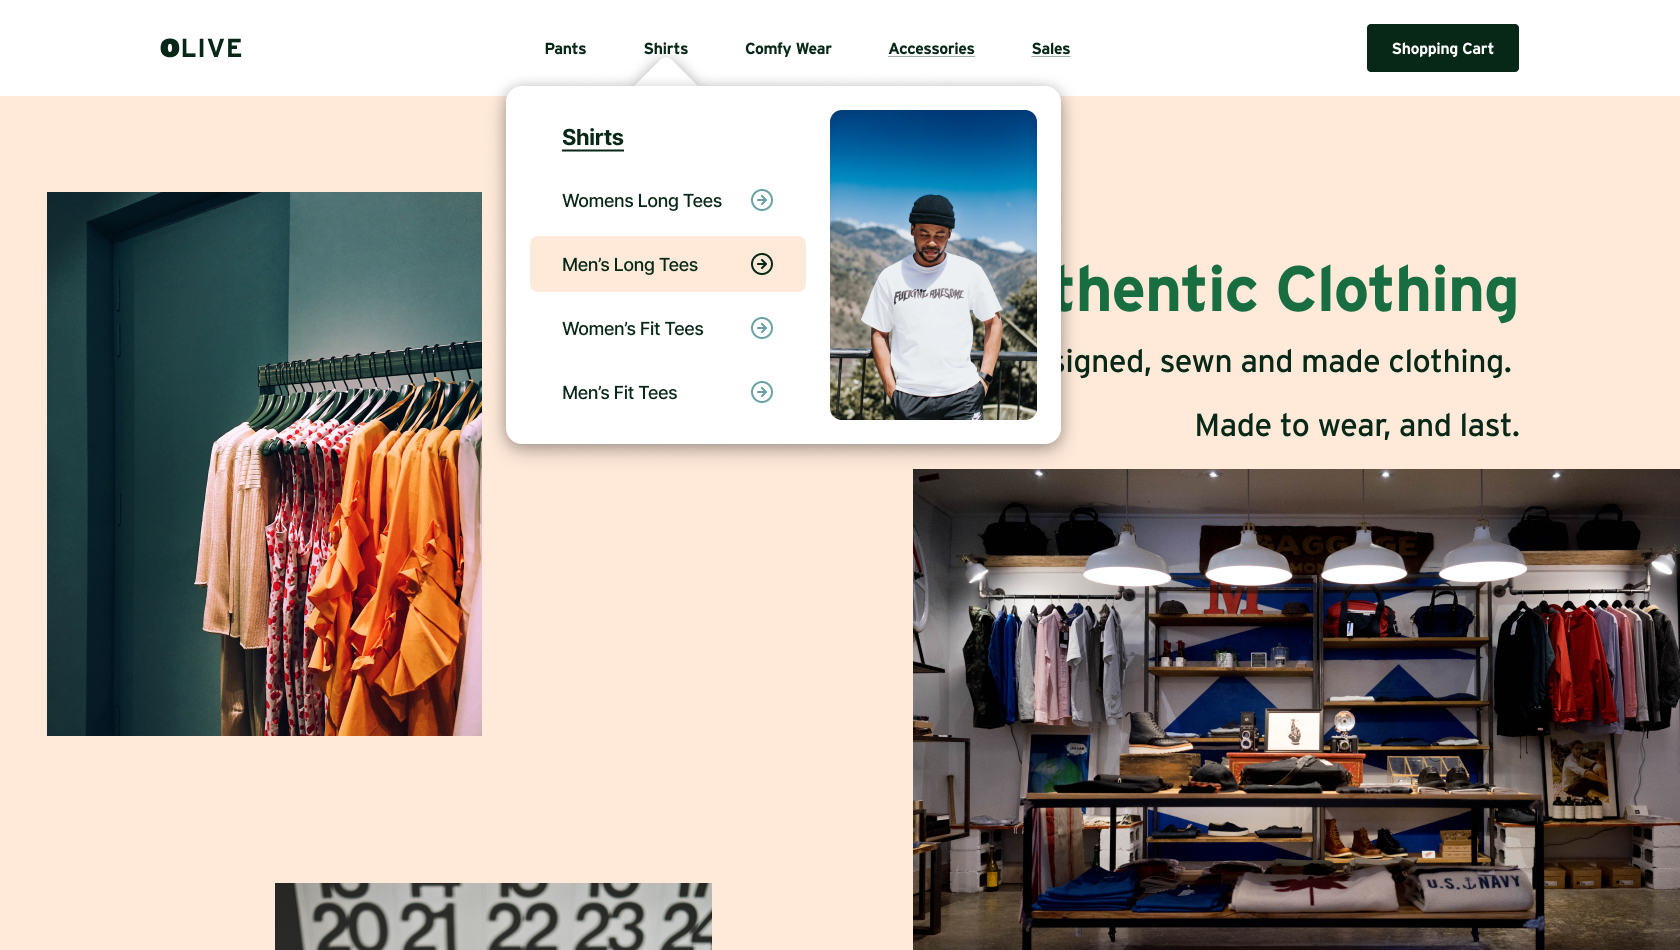 OLIVE
Pants
Shirts
Comfy Wear
Accessories
Sales
Shopping Cart
Shirts
Womens Long Tees
Men's Long Tees
Women's Fit Tees
Men's Fit Tees
FUCKING AWESOME
thentic Clothing
signed, sewn and made clothing.
Made to wear, and last.
BAGGAGE
M
U.S. NAVY
20 21 22 23 24